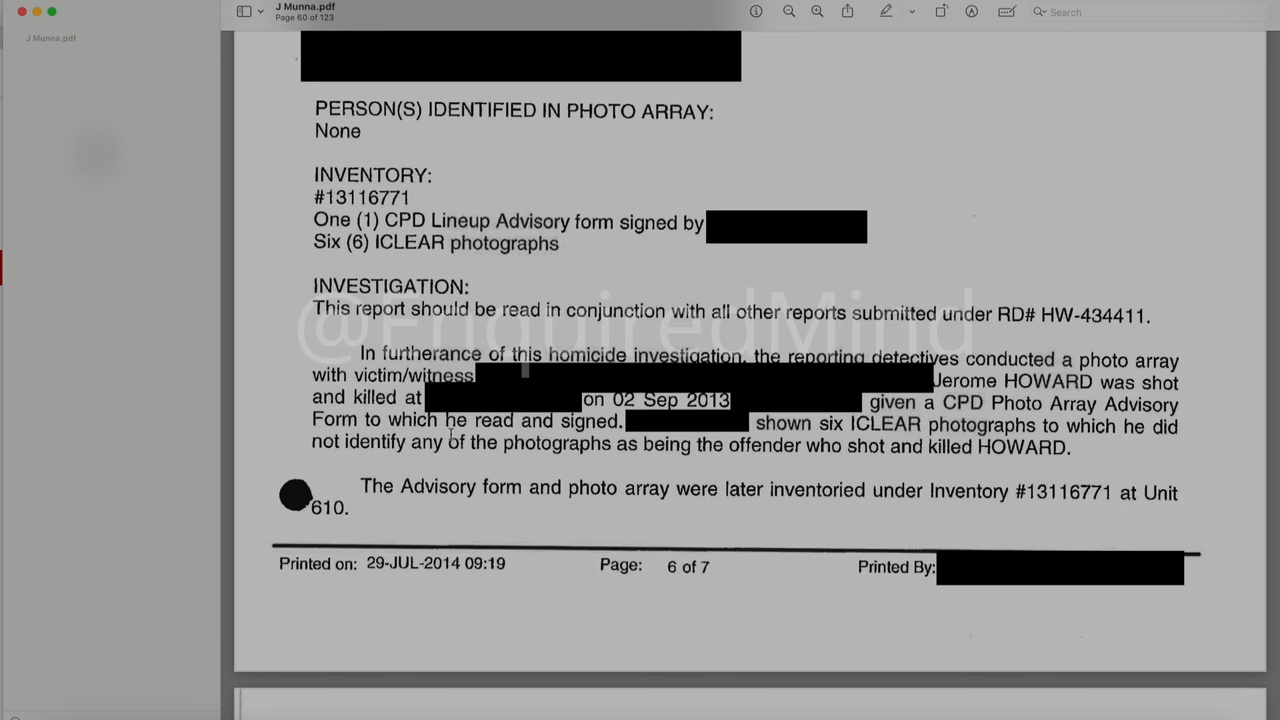 J Munna.pdf
Page 60 of 123
Search
J Munna.pdf
PERSON(S) IDENTIFIED IN PHOTO ARRAY:
None
INVENTORY:
#13116771
One (1) CPD Lineup Advisory form signed by
Six (6) ICLEAR photographs
INVESTIGATION:
This report should be read in conjunction with all other reports submitted under RD# HW-434411.
@EnquiredMind
In furtherance of this homicide investigation, the reporting detectives conducted a photo array
with victim/witness Jerome HOWARD was shot
and killed at on 02 Sep 2013 given a CPD Photo Array Advisory
Form to which he read and signed. shown six ICLEAR photographs to which he did
not identify any of the photographs as being the offender who shot and killed HOWARD.
The Advisory form and photo array were later inventoried under Inventory #13116771 at Unit
610.
Printed on: 29-JUL-2014 09:19 Page: 6 of 7 Printed By: